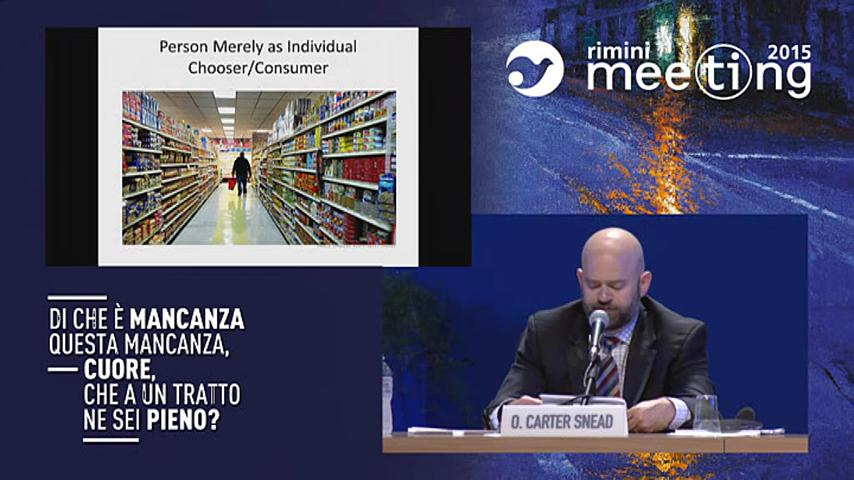 Person Merely as Individual
Chooser/Consumer
rimini
meeting
2015
DI CHE È MANCANZA
QUESTA MANCANZA,
CUORE,
CHE A UN TRATTO
NE SEI PIENO?
O. CARTER SNEAD